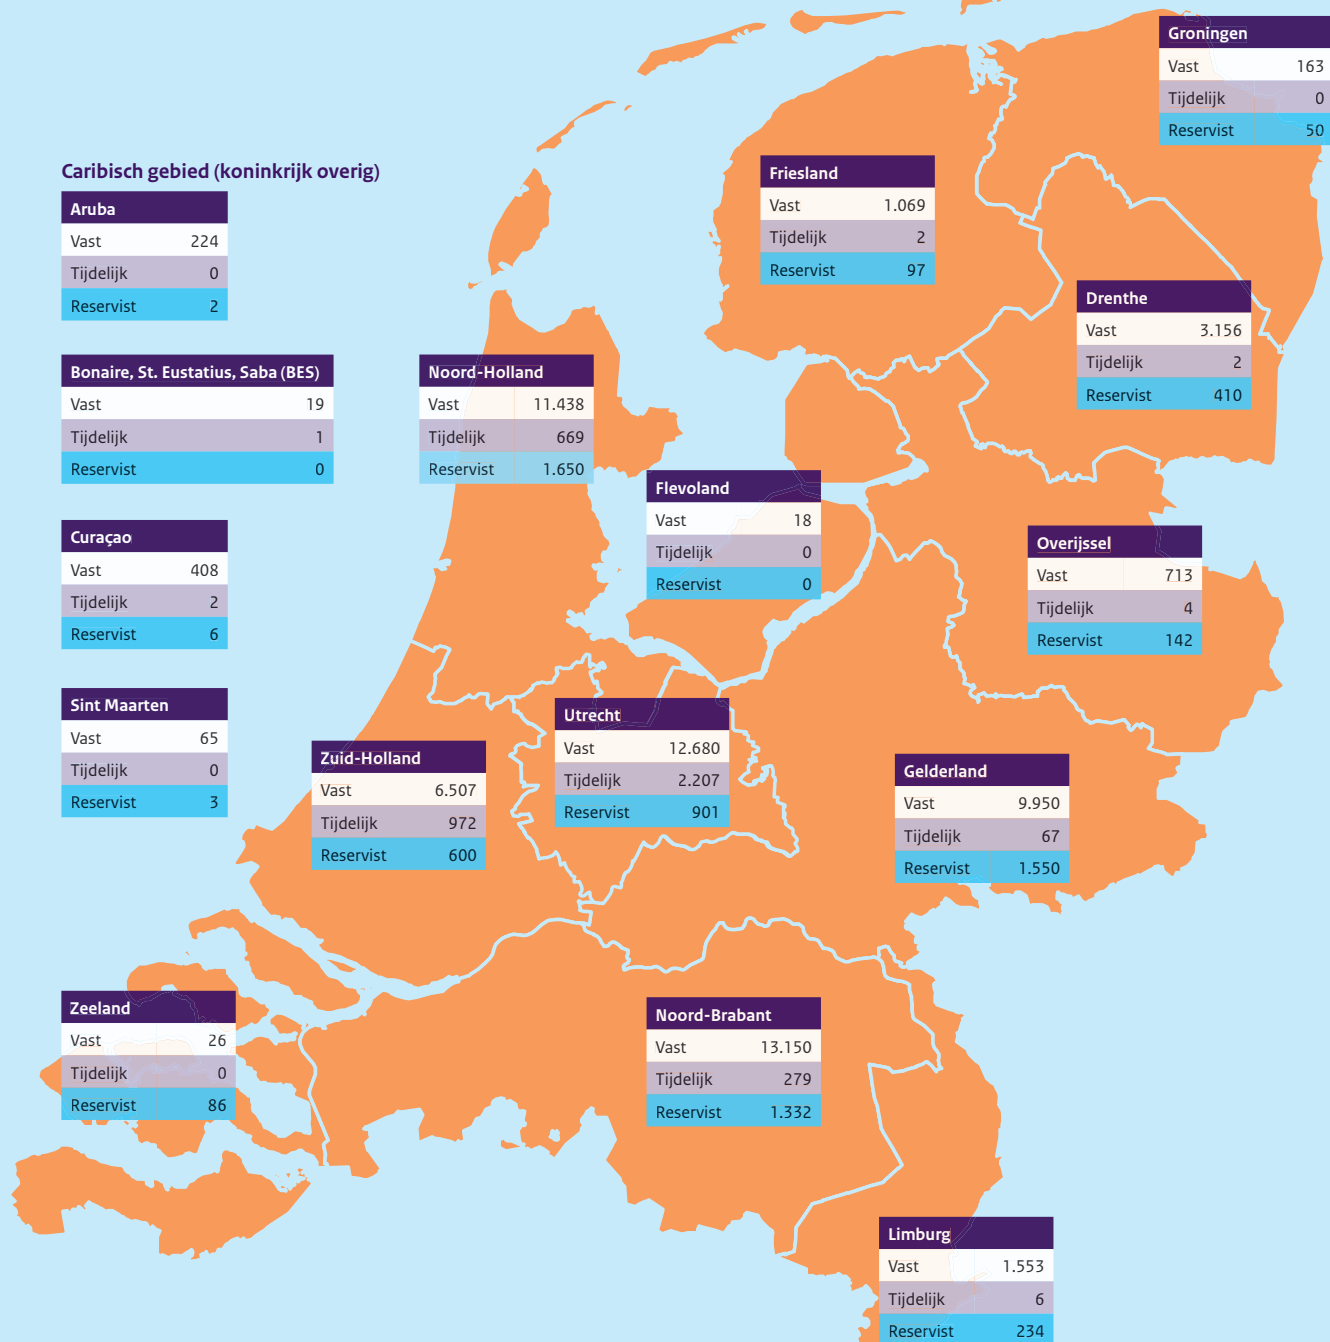 Groningen
Vast 163
Tijdelijk 0
Reservist 50
Caribisch gebied (koninkrijk overig)
Aruba
Vast 224
Tijdelijk 0
Reservist 2
Friesland
Vast 1.069
Tijdelijk 2
Reservist 97
Drenthe
Vast 3.156
Tijdelijk 2
Reservist 410
Bonaire, St. Eustatius, Saba (BES)
Vast 19
Tijdelijk 1
Reservist 0
Noord-Holland
Vast 11.438
Tijdelijk 669
Reservist 1.650
Flevoland
Vast 18
Tijdelijk 0
Reservist 0
Curaçao
Vast 408
Tijdelijk 2
Reservist 6
Overijssel
Vast 713
Tijdelijk 4
Reservist 142
Sint Maarten
Vast 65
Tijdelijk 0
Reservist 3
Utrecht
Vast 12.680
Tijdelijk 2.207
Reservist 901
Zuid-Holland
Vast 6.507
Tijdelijk 972
Reservist 600
Gelderland
Vast 9.950
Tijdelijk 67
Reservist 1.550
Zeeland
Vast 26
Tijdelijk 0
Reservist 86
Noord-Brabant
Vast 13.150
Tijdelijk 279
Reservist 1.332
Limburg
Vast 1.553
Tijdelijk 6
Reservist 234